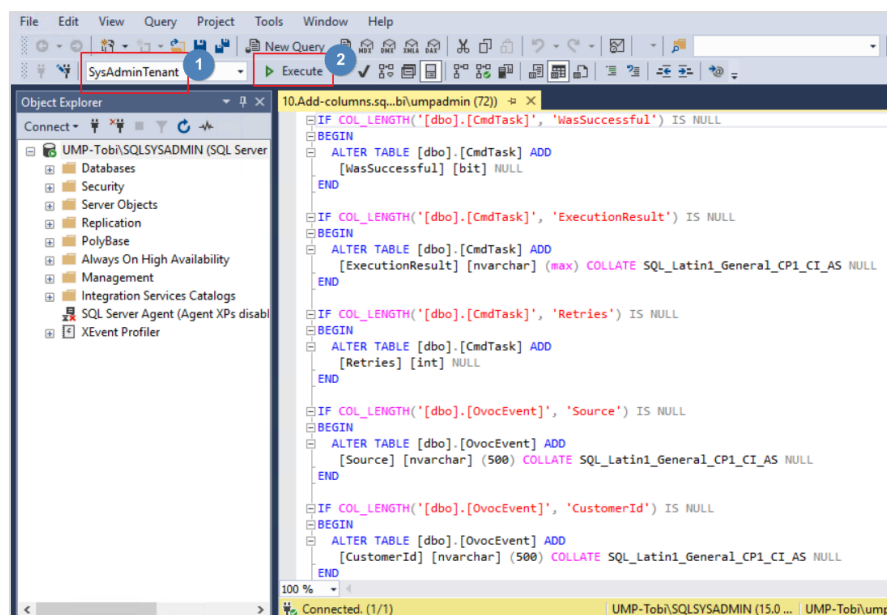 File Edit View Query Project Tools Window Help
New Query MDX DMX XMLA DAX
SysAdminTenant 1 Execute 2
Object Explorer
10.Add-columns.sq...bi\umpadmin (72))
Connect
UMP-Tobi\SQLSYSADMIN (SQL Server
Databases
Security
Server Objects
Replication
PolyBase
Always On High Availability
Management
Integration Services Catalogs
SQL Server Agent (Agent XPs disabl
XEvent Profiler
IF COL_LENGTH('[dbo].[CmdTask]', 'WasSuccessful') IS NULL
BEGIN
ALTER TABLE [dbo].[CmdTask] ADD
[WasSuccessful] [bit] NULL
END
IF COL_LENGTH('[dbo].[CmdTask]', 'ExecutionResult') IS NULL
BEGIN
ALTER TABLE [dbo].[CmdTask] ADD
[ExecutionResult] [nvarchar] (max) COLLATE SQL_Latin1_General_CP1_CI_AS NULL
END
IF COL_LENGTH('[dbo].[CmdTask]', 'Retries') IS NULL
BEGIN
ALTER TABLE [dbo].[CmdTask] ADD
[Retries] [int] NULL
END
IF COL_LENGTH('[dbo].[OvocEvent]', 'Source') IS NULL
BEGIN
ALTER TABLE [dbo].[OvocEvent] ADD
[Source] [nvarchar] (500) COLLATE SQL_Latin1_General_CP1_CI_AS NULL
END
IF COL_LENGTH('[dbo].[OvocEvent]', 'CustomerId') IS NULL
BEGIN
ALTER TABLE [dbo].[OvocEvent] ADD
[CustomerId] [nvarchar] (500) COLLATE SQL_Latin1_General_CP1_CI_AS NULL
END
100 %
Connected. (1/1) UMP-Tobi\SQLSYSADMIN (15.0 ... UMP-Tobi\ump